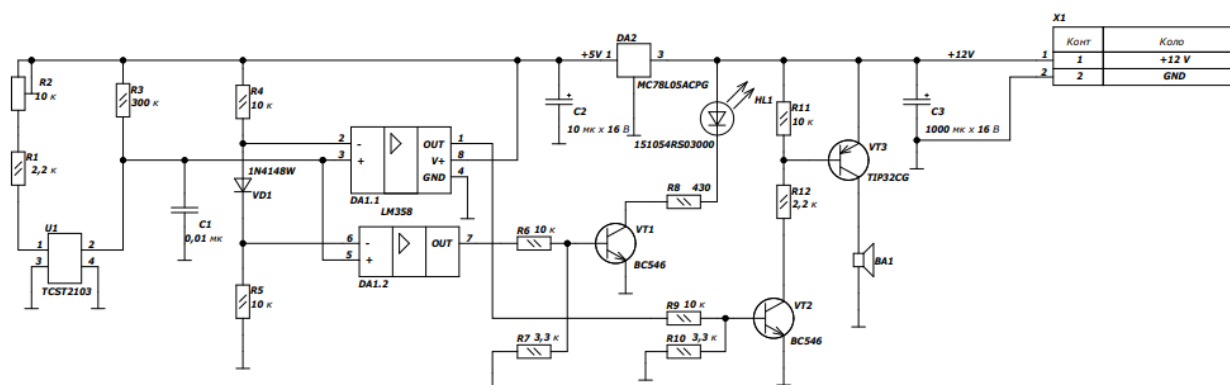 X1
Конт Коло
1 1 +12 V
2 2 GND
+12V
DA2
+5V 1 3
MC78L05ACPG
C2
10 мк x 16 В
HL1
151054RS03000
R11
10 к
C3
1000 мк x 16 В
VT3
TIP32CG
R12
2,2 к
BA1
R2
10 к
R3
300 к
R4
10 к
R1
2,2 к
2 - OUT 1
3 + V+ 8
GND 4
DA1.1
LM358
1N4148W
VD1
C1
0,01 мк
U1
1 2
3 4
TCST2103
6 - OUT 7
5 +
DA1.2
R5
10 к
R6 10 к
R8 430
VT1
BC546
R7 3,3 к
R9 10 к
R10 3,3 к
VT2
BC546